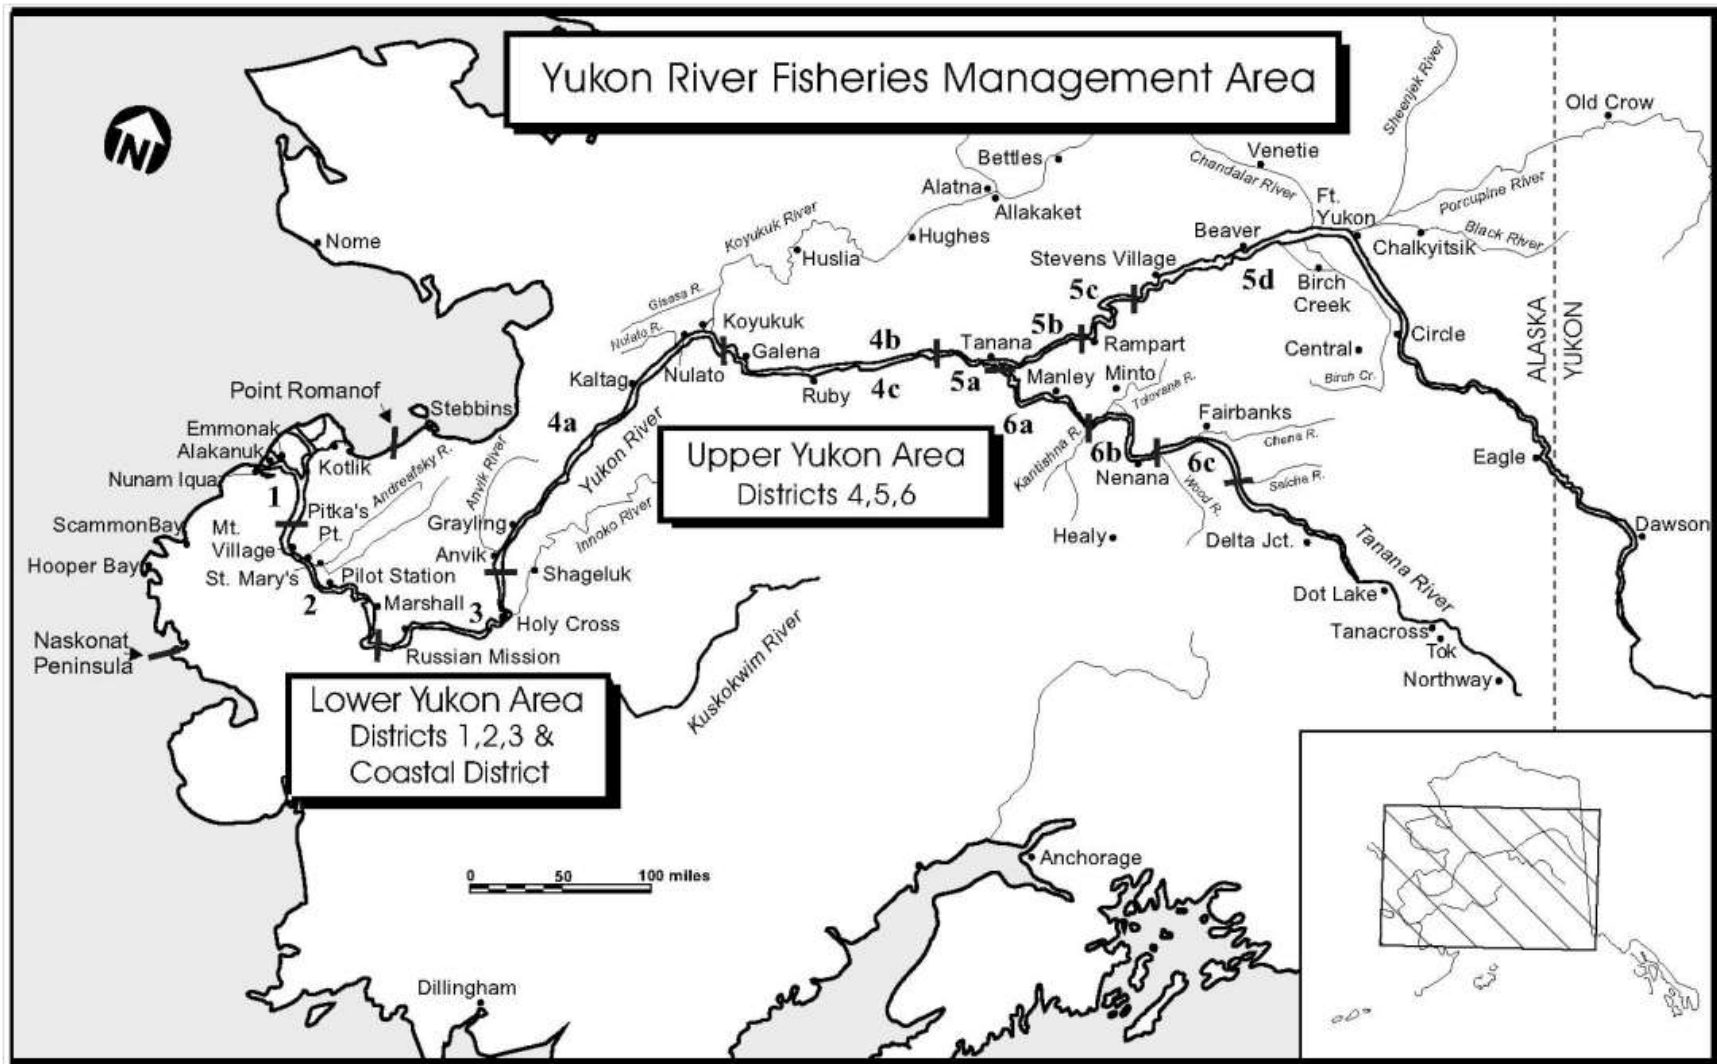 Yukon River Fisheries Management Area
N
Sheenjek River
Old Crow
Bettles
Venetie
Chandalar River
Alatna
Allakaket
Ft.
Yukon
Porcupine River
Black River
Chalkyitsik
Koyukuk River
Hughes
Huslia
Nome
Beaver
Stevens Village
5d
Birch
Creek
5c
Gisasa R.
Nulato R.
Koyukuk
Galena
4b
Tanana
5b
Rampart
Circle
Central
Birch Cr.
ALASKA
YUKON
Kaltag
Nulato
Ruby
4c
5a
Manley
Minto
Tolovana R.
Point Romanof
Stebbins
Emmonak
Alakanuk
Nunam Iqua
Kotlik
4a
Yukon River
6a
Fairbanks
Chena R.
Kantishna R.
6b
6c
Nenana
Wood R.
Salcha R.
Eagle
Upper Yukon Area
Districts 4,5,6
1
Andreafsky R.
Anvik River
Pitka's
Pt.
Scammon Bay
Mt.
Village
Grayling
Innoko River
Healy
Delta Jct.
Tanana River
Dawson
Hooper Bay
St. Mary's
Pilot Station
Anvik
Shageluk
2
Marshall
3
Holy Cross
Dot Lake
Tanacross
Tok
Northway
Naskonat
Peninsula
Russian Mission
Kuskokwim River
Lower Yukon Area
Districts 1,2,3 &
Coastal District
Anchorage
0 50 100 miles
Dillingham